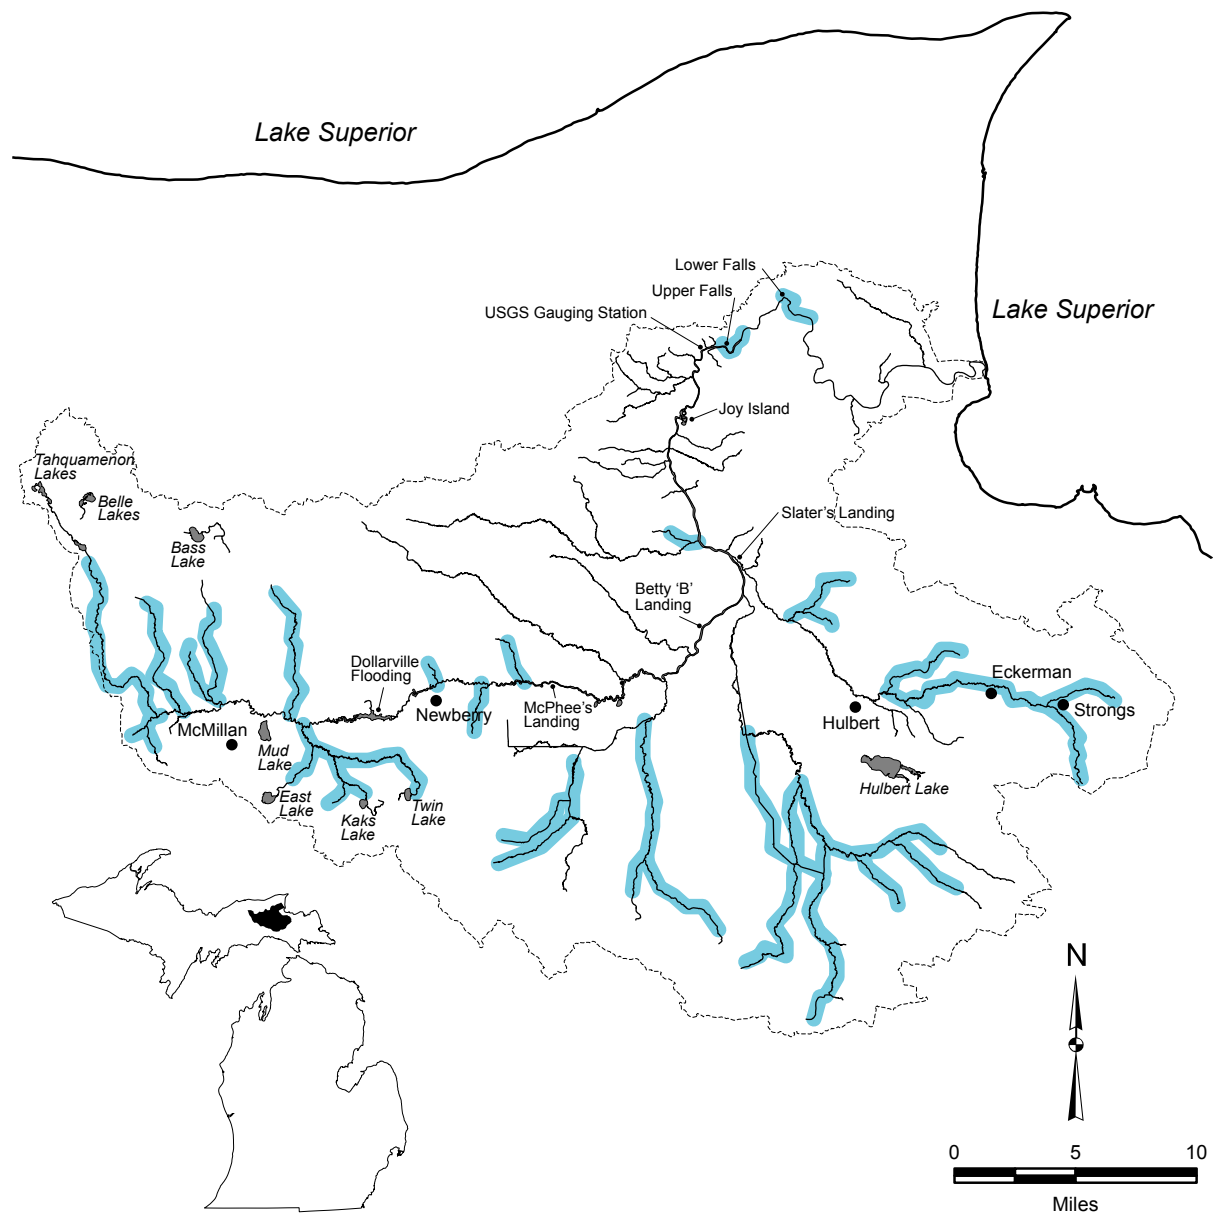 Lake Superior
Lower Falls
Upper Falls
USGS Gauging Station
Lake Superior
Joy Island
Tahquamenon
Lakes
Belle
Lakes
Bass
Lake
Slater's Landing
Betty 'B'
Landing
Dollarville
Flooding
Eckerman
McPhee's
Landing
Newberry
Strongs
Hulbert
McMillan
Mud
Lake
Hulbert Lake
East
Lake
Kaks
Lake
Twin
Lake
N
0 5 10
Miles